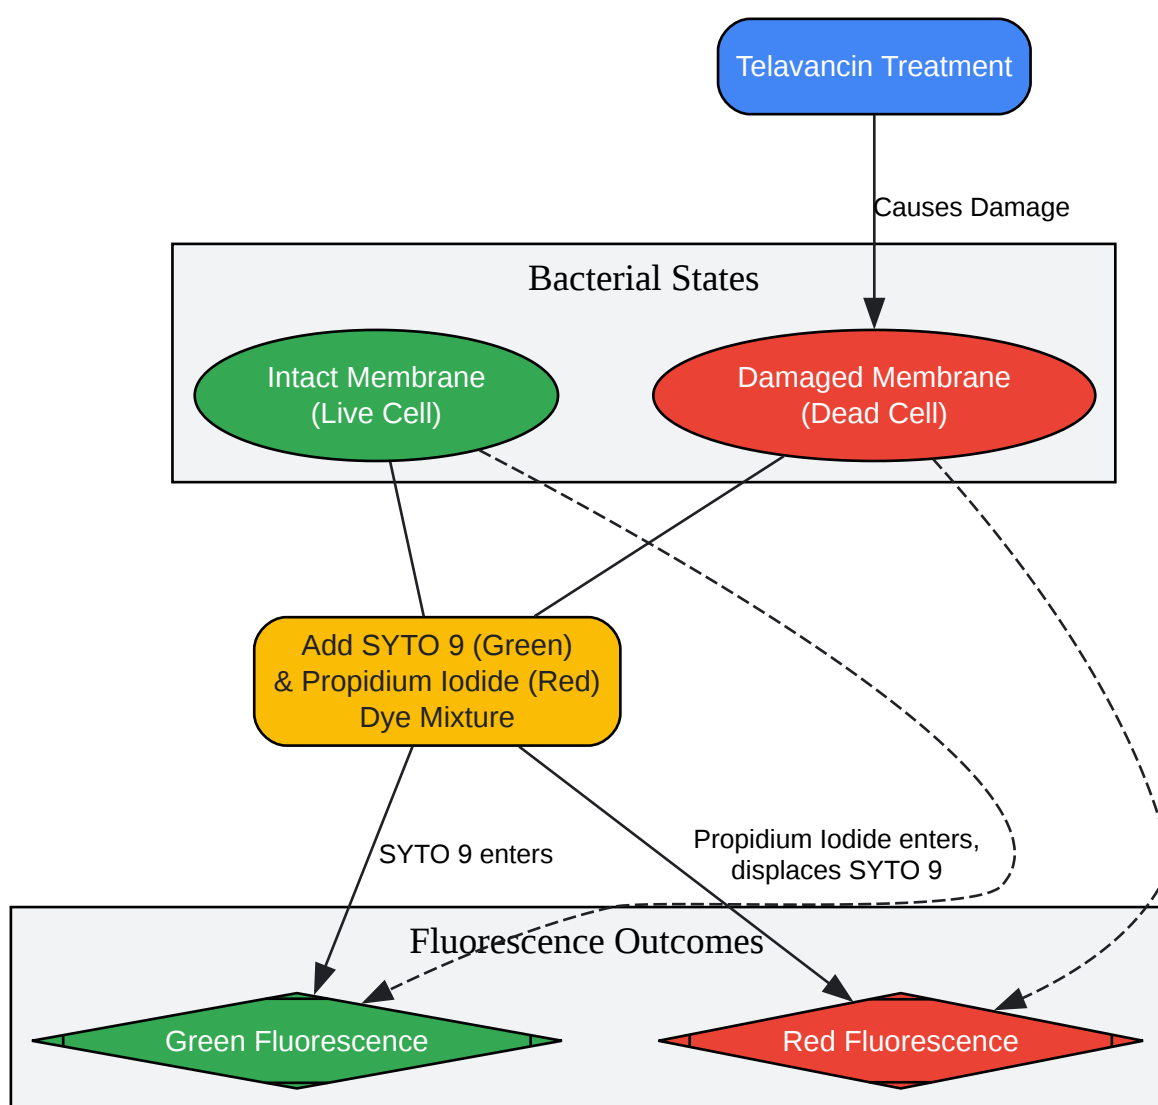 Telavancin Treatment
Causes Damage
Bacterial States
Intact Membrane
(Live Cell)
Damaged Membrane
(Dead Cell)
Add SYTO 9 (Green)
& Propidium Iodide (Red)
Dye Mixture
SYTO 9 enters
Propidium Iodide enters,
displaces SYTO 9
Fluorescence Outcomes
Green Fluorescence
Red Fluorescence